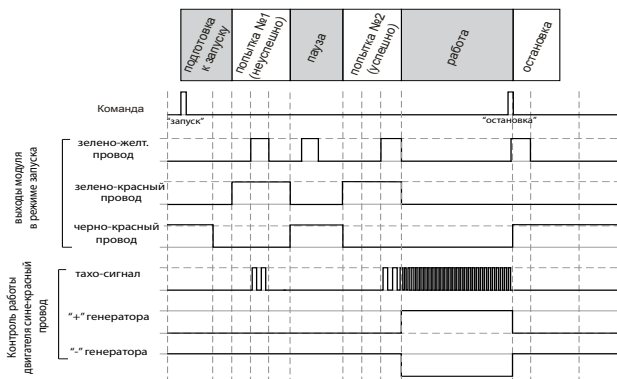 подготовка
к запуску
попытка №1
(неуспешно)
пауза
попытка №2
(успешно)
работа
остановка
Команда
"запуск"
"остановка"
выходы модуля
в режиме запуска
зелено-желт.
провод
зелено-красный
провод
черно-красный
провод
Контроль работы
двигателя сине-красный
провод
тахо-сигнал
"+" генератора
"-" генератора